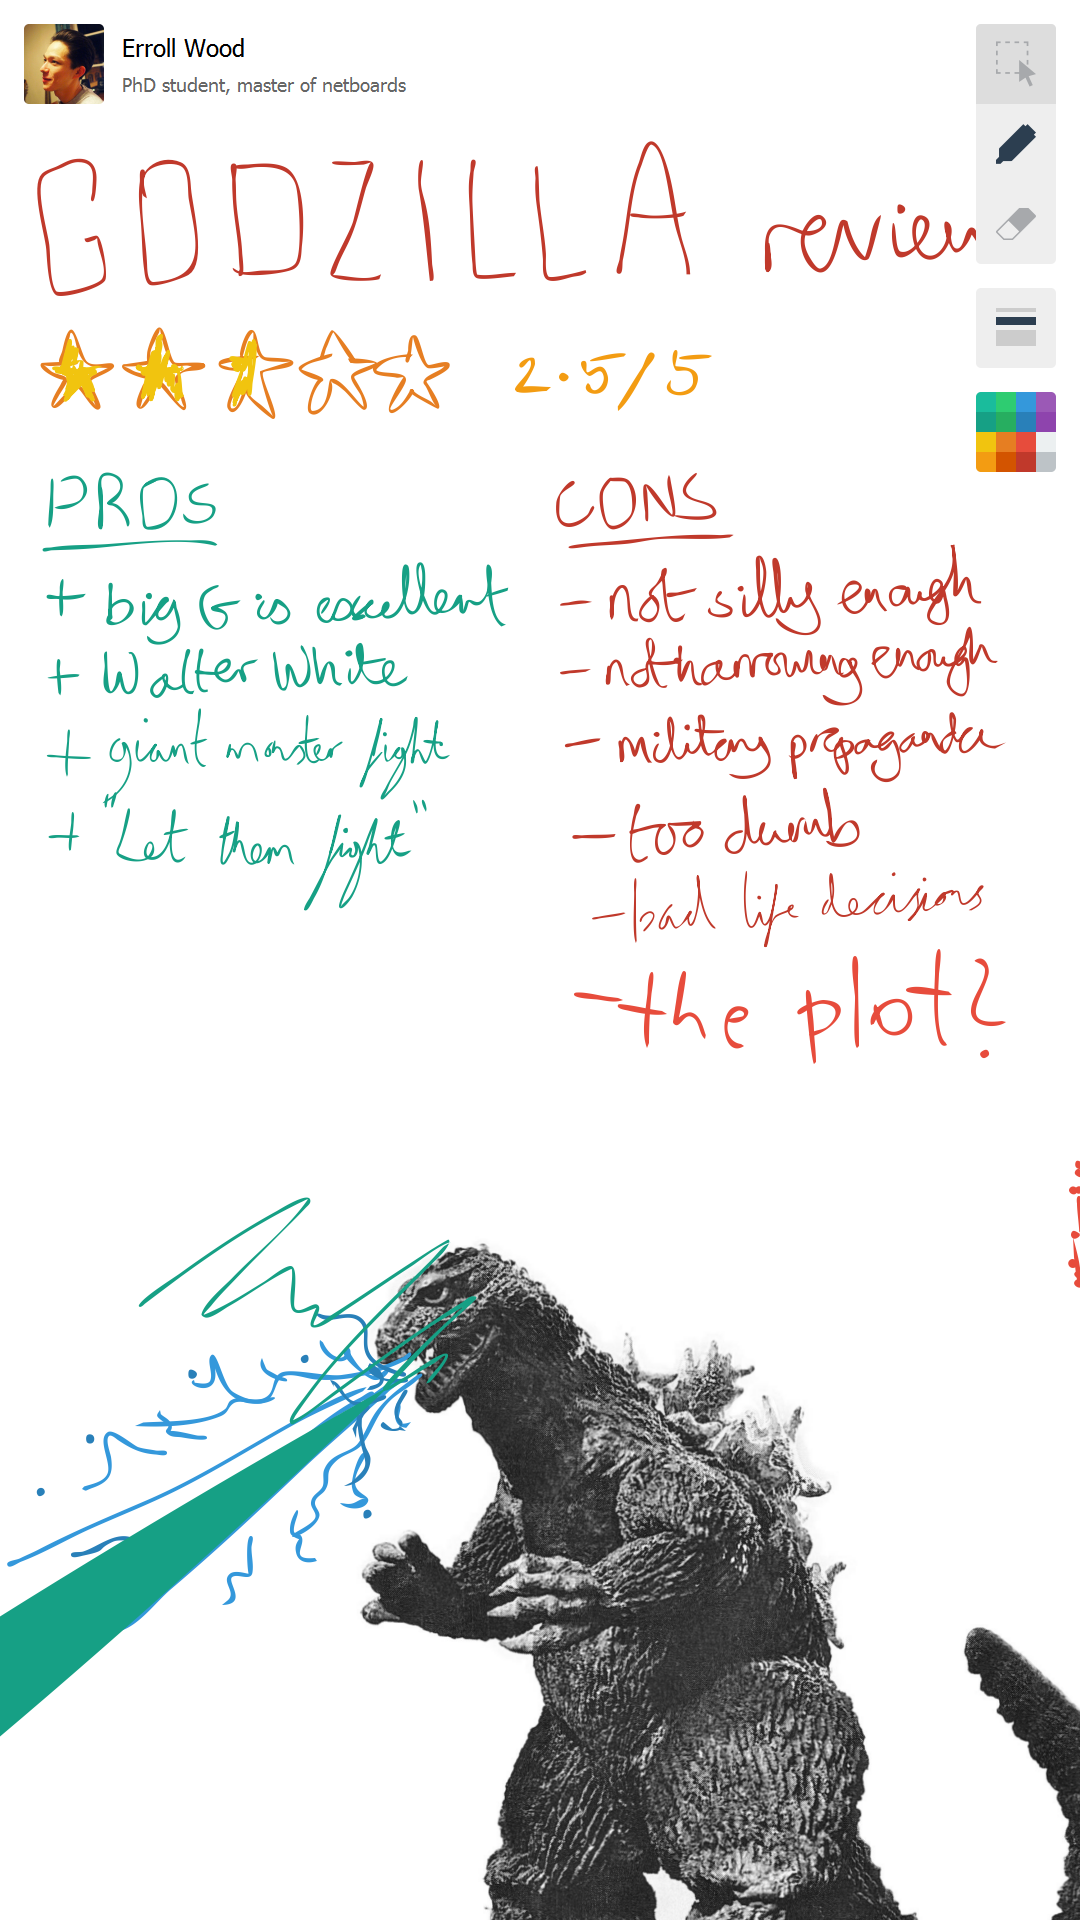 Erroll Wood
PhD student, master of netboards
GODZILLA review
2.5/5
PROS
+ big G is excellent
+ Walter White
+ giant monster fight
+ "Let them fight"
CONS
- not silly enough
- not harrowing enough
- military propaganda
- too dumb
- bad life decisions
- the plot?